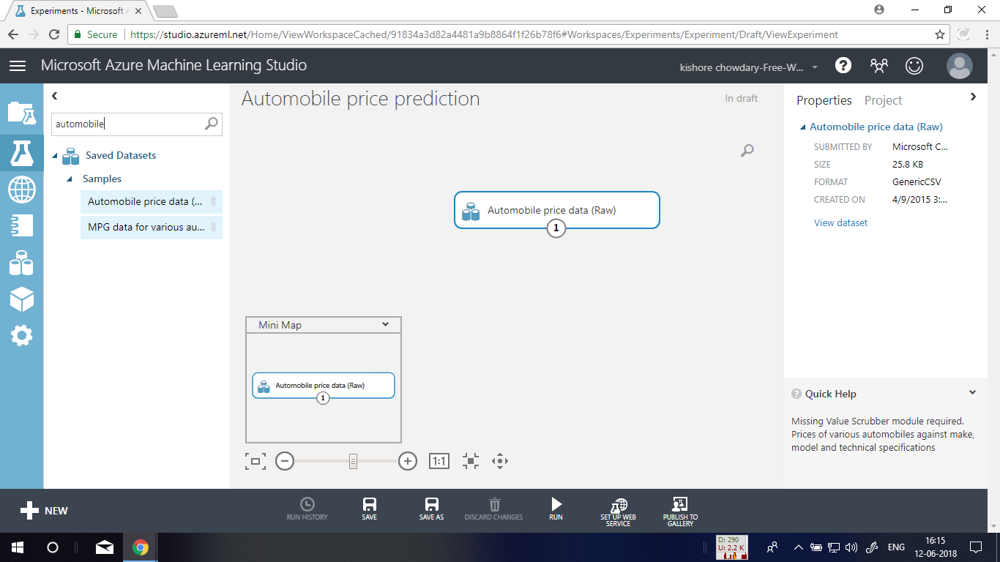 Experiments - Microsoft A
Secure
https://studio.azureml.net/Home/ViewWorkspaceCached/91834a3d82a4481a9b8864f1f26b78f6#Workspaces/Experiments/Experiment/Draft/ViewExperiment
Microsoft Azure Machine Learning Studio
kishore chowdary-Free-W...
?
automobile
Saved Datasets
Samples
Automobile price data (...
MPG data for various au...
Automobile price prediction
In draft
Automobile price data (Raw)
1
Mini Map
Automobile price data (Raw)
1
1:1
Properties
Project
Automobile price data (Raw)
SUBMITTED BY Microsoft C...
SIZE 25.8 KB
FORMAT GenericCSV
CREATED ON 4/9/2015 3:...
View dataset
? Quick Help
Missing Value Scrubber module required.
Prices of various automobiles against make,
model and technical specifications
NEW
RUN HISTORY
SAVE
SAVE AS
DISCARD CHANGES
RUN
SET UP WEB
SERVICE
PUBLISH TO
GALLERY
D: 290
U: 2.2 K
ENG
16:15
12-06-2018